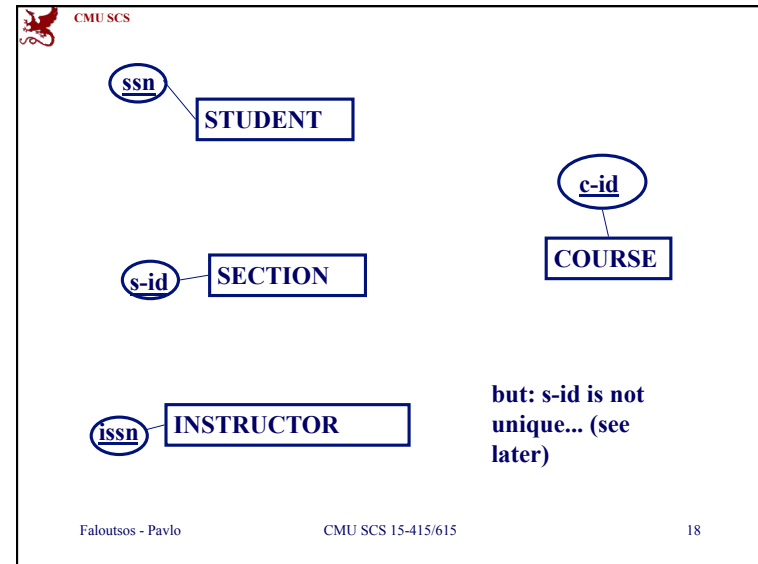 CMU SCS
ssn
STUDENT
c-id
COURSE
s-id
SECTION
issn
INSTRUCTOR
but: s-id is not
unique... (see
later)
Faloutsos - Pavlo
CMU SCS 15-415/615
18